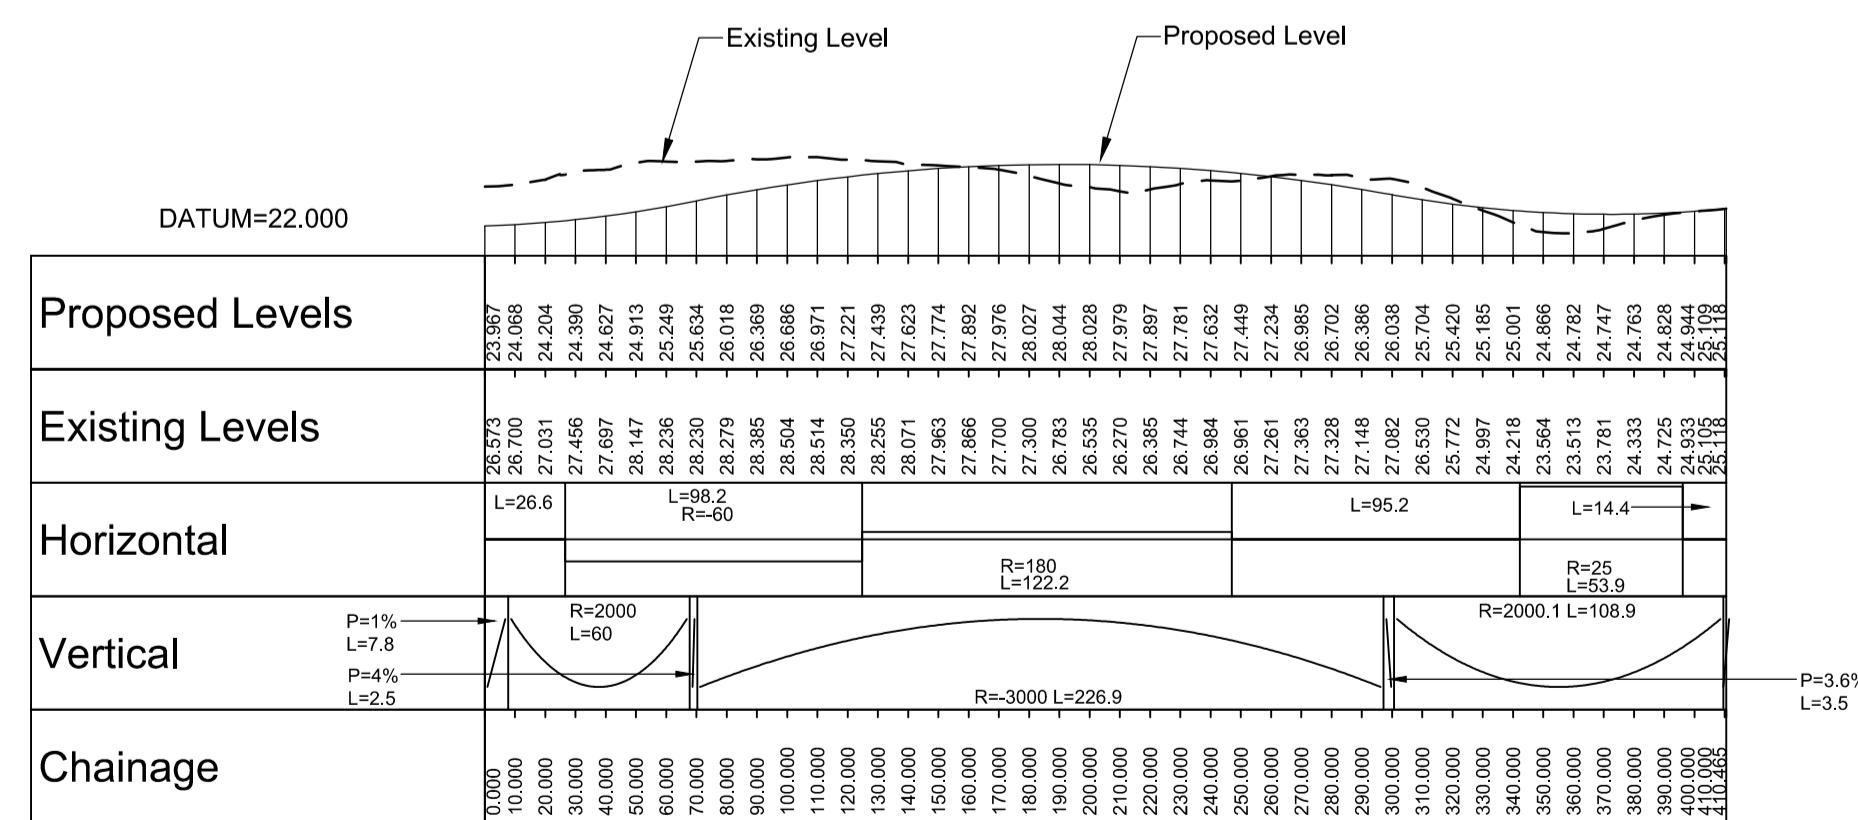 Existing Level
Proposed Level
DATUM=22.000
Proposed Levels
23.967 24.068 24.204 24.390 24.627 24.913 25.249 25.634 26.018 26.369 26.686 26.971 27.221 27.439 27.623 27.774 27.892 27.976 28.027 28.044 28.028 27.979 27.897 27.781 27.632 27.449 27.234 26.985 26.702 26.386 26.038 25.704 25.420 25.185 25.001 24.866 24.782 24.747 24.763 24.828 24.944 25.109 25.118
Existing Levels
26.573 26.700 27.031 27.456 27.697 28.147 28.236 28.230 28.279 28.385 28.504 28.514 28.350 28.255 28.071 27.963 27.866 27.700 27.300 26.783 26.535 26.270 26.385 26.744 26.984 26.961 27.261 27.363 27.328 27.148 27.082 26.530 25.772 24.997 24.218 23.564 23.513 23.781 24.333 24.725 24.933 25.105 25.118
Horizontal
L=26.6
L=98.2
R=-60
R=180
L=122.2
L=95.2
L=14.4
R=25
L=53.9
Vertical
P=1%
L=7.8
P=4%
L=2.5
R=2000
L=60
R=-3000 L=226.9
R=2000.1 L=108.9
P=3.6%
L=3.5
Chainage
0.000 10.000 20.000 30.000 40.000 50.000 60.000 70.000 80.000 90.000 100.000 110.000 120.000 130.000 140.000 150.000 160.000 170.000 180.000 190.000 200.000 210.000 220.000 230.000 240.000 250.000 260.000 270.000 280.000 290.000 300.000 310.000 320.000 330.000 340.000 350.000 360.000 370.000 380.000 390.000 400.000 410.000 410.465